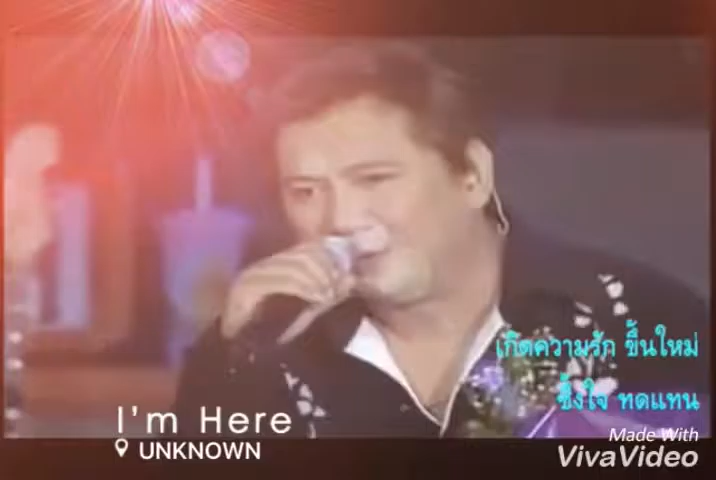 เกิดความรัก ขึ้นใหม่
ซึ้งใจ ทดแทน
I'm Here
UNKNOWN
Made With
VivaVideo